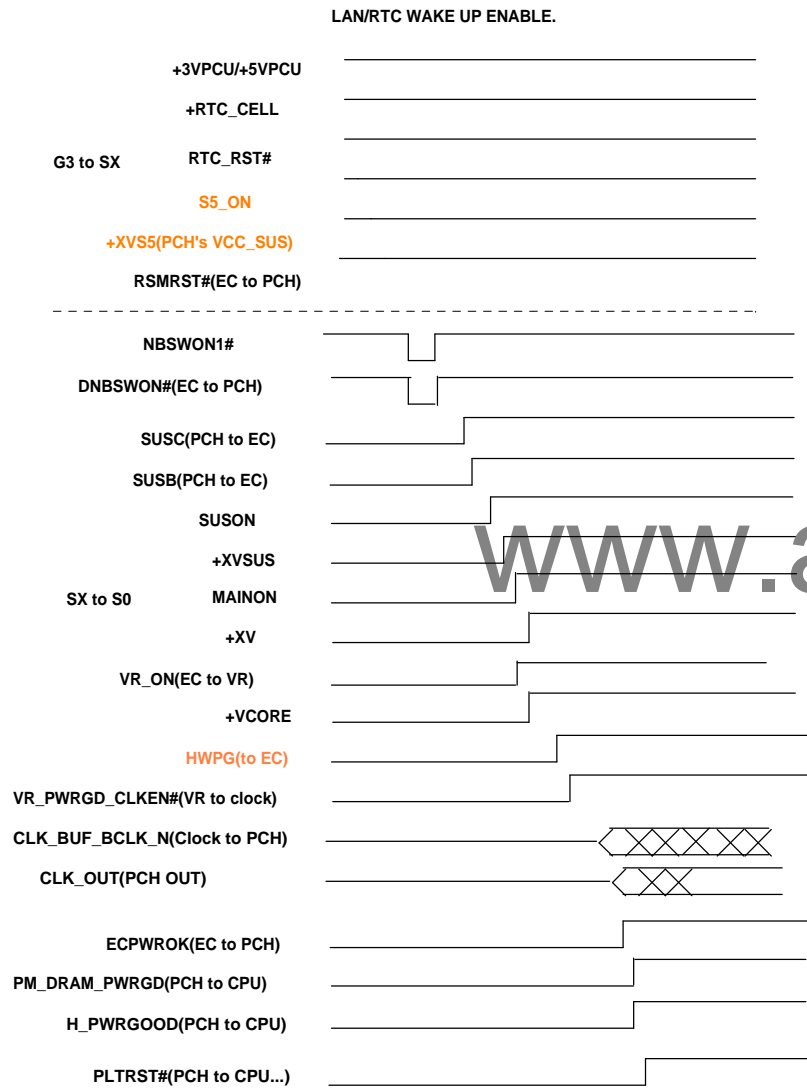 LAN/RTC WAKE UP ENABLE.
+3VPCU/+5VPCU
+RTC_CELL
G3 to SX
RTC_RST#
S5_ON
+XVS5(PCH's VCC_SUS)
RSMRST#(EC to PCH)
NBSWON1#
DNBSWON#(EC to PCH)
SUSC(PCH to EC)
SUSB(PCH to EC)
SUSON
www.a
+XVSUS
SX to S0
MAINON
+XV
VR_ON(EC to VR)
+VCORE
HWPG(to EC)
VR_PWRGD_CLKEN#(VR to clock)
CLK_BUF_BCLK_N(Clock to PCH)
CLK_OUT(PCH OUT)
ECPWROK(EC to PCH)
PM_DRAM_PWRGD(PCH to CPU)
H_PWRGOOD(PCH to CPU)
PLTRST#(PCH to CPU...)